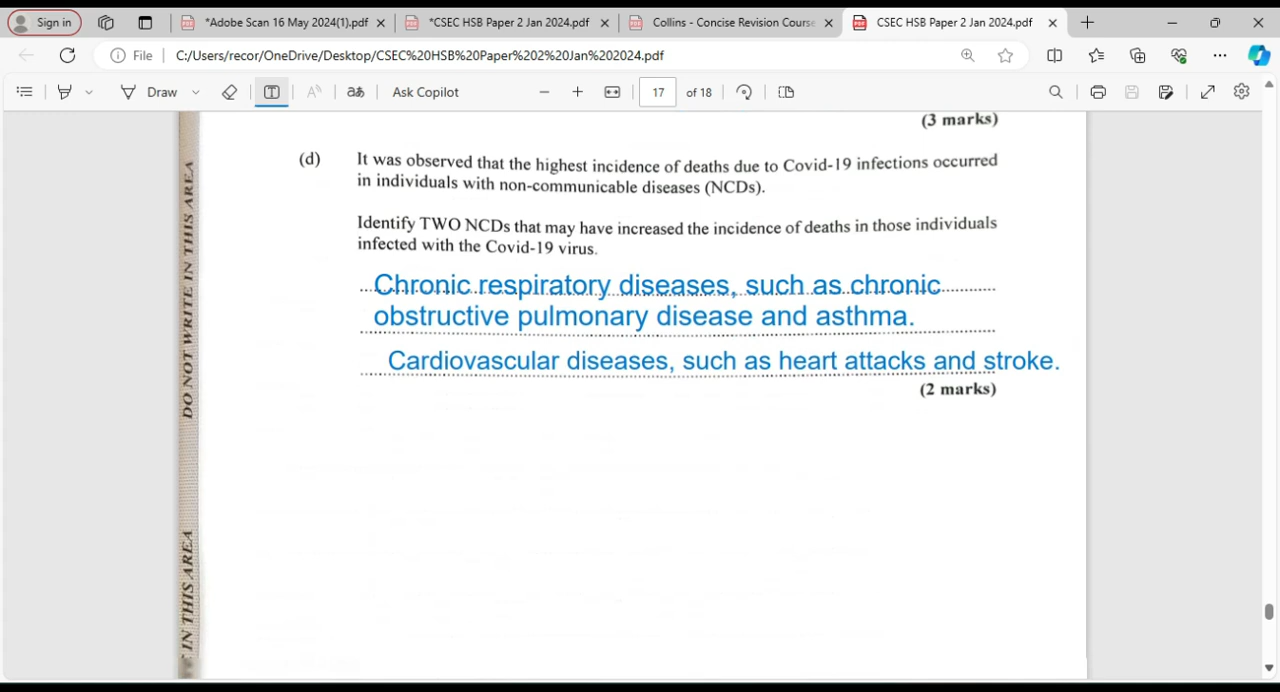 Sign in
*Adobe Scan 16 May 2024(1).pdf
*CSEC HSB Paper 2 Jan 2024.pdf
Collins - Concise Revision Course
CSEC HSB Paper 2 Jan 2024.pdf
File
C:/Users/recor/OneDrive/Desktop/CSEC%20HSB%20Paper%202%20Jan%202024.pdf
Draw
aあ
Ask Copilot
17 of 18
(3 marks)
(d) It was observed that the highest incidence of deaths due to Covid-19 infections occurred
in individuals with non-communicable diseases (NCDs).
Identify TWO NCDs that may have increased the incidence of deaths in those individuals
infected with the Covid-19 virus.
Chronic respiratory diseases, such as chronic
obstructive pulmonary disease and asthma.
Cardiovascular diseases, such as heart attacks and stroke.
(2 marks)
DO NOT WRITE IN THIS AREA
IN THIS AREA